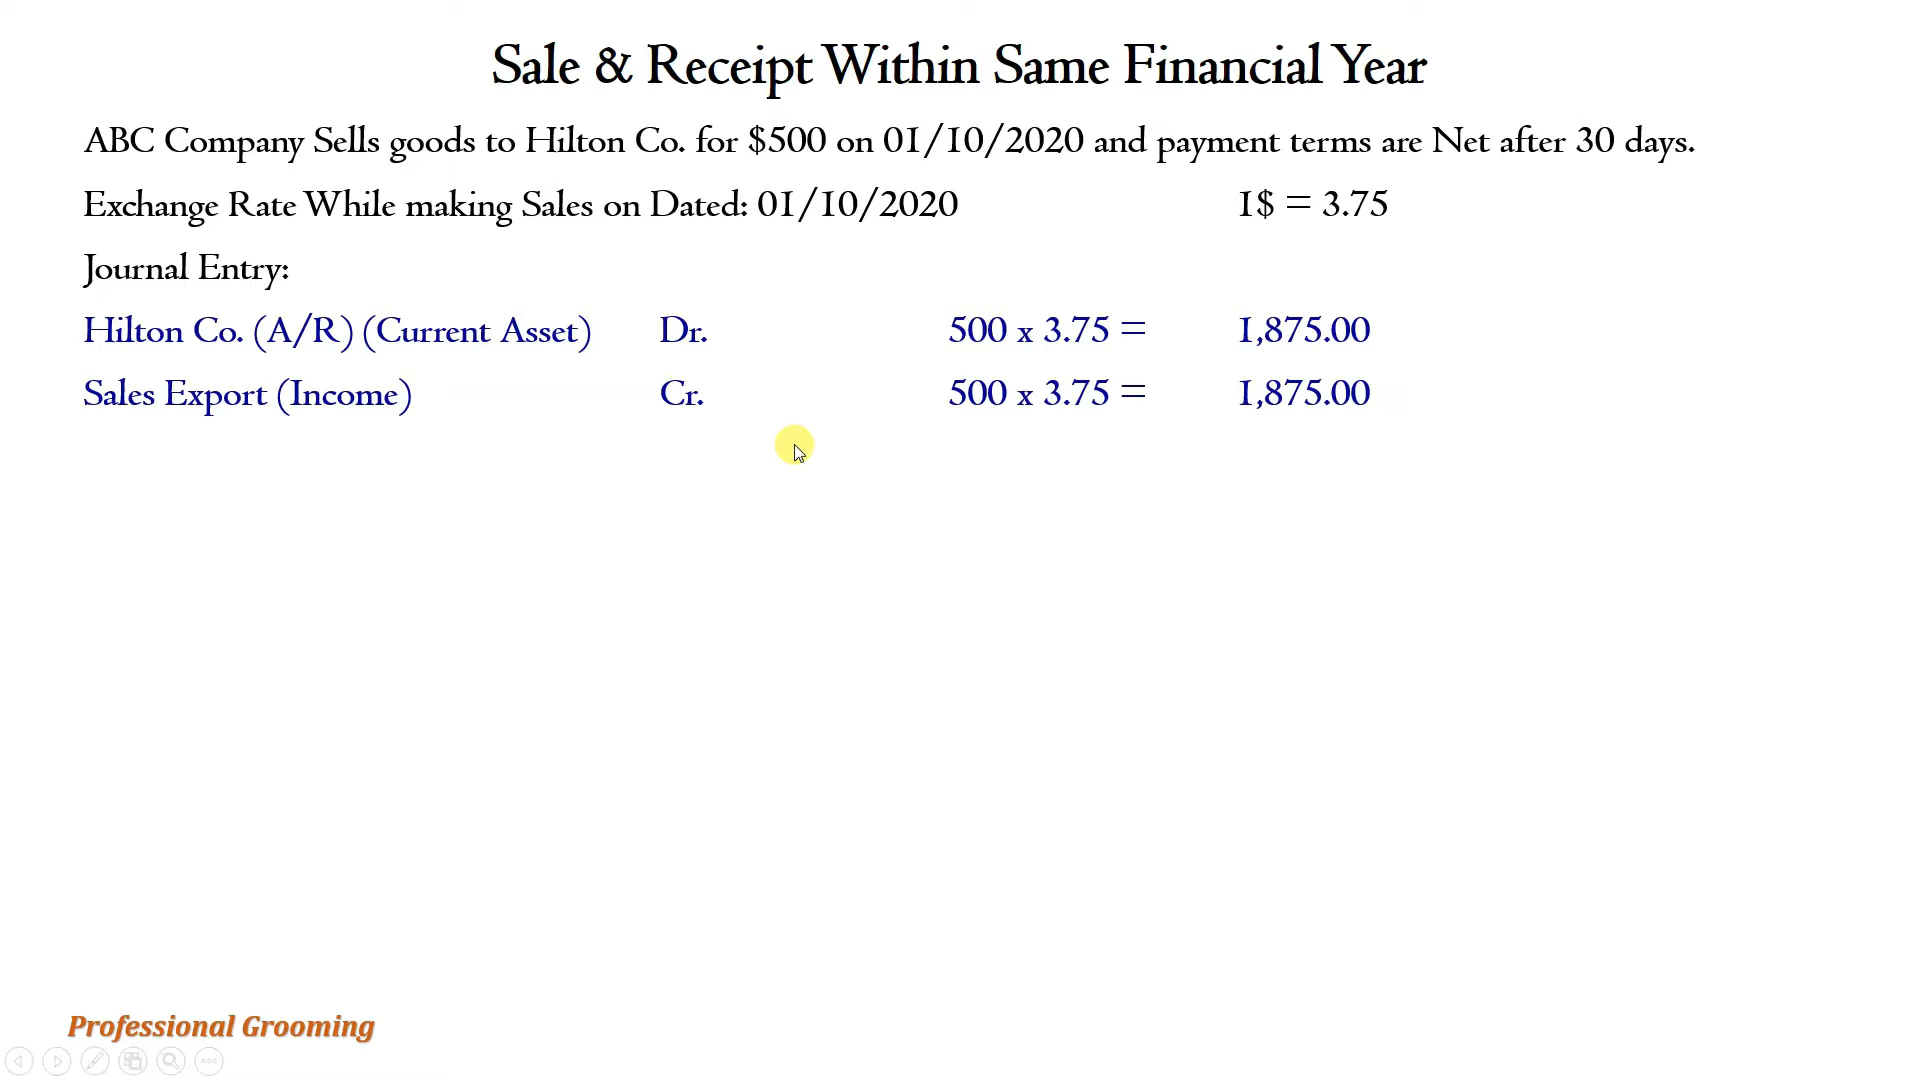 Sale & Receipt Within Same Financial Year
ABC Company Sells goods to Hilton Co. for $500 on 01/10/2020 and payment terms are Net after 30 days.
Exchange Rate While making Sales on Dated: 01/10/2020 1$ = 3.75
Journal Entry:
Hilton Co. (A/R) (Current Asset) Dr. 500 x 3.75 = 1,875.00
Sales Export (Income) Cr. 500 x 3.75 = 1,875.00
Professional Grooming